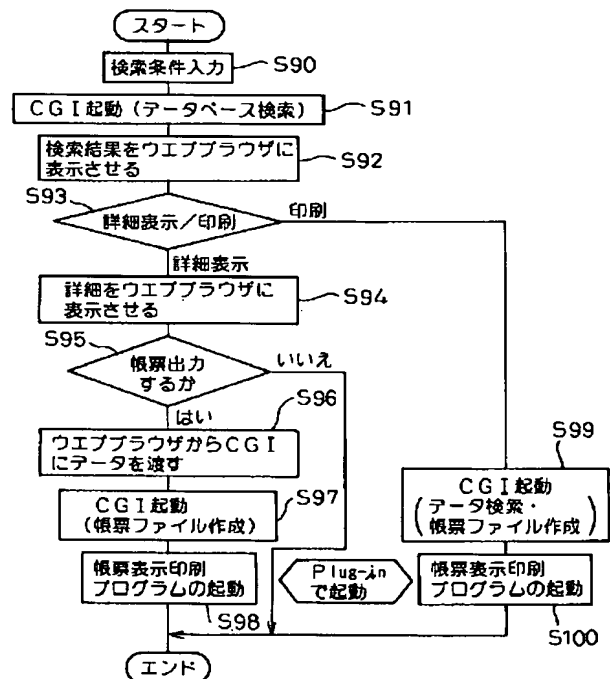 スタート
検索条件入力
S90
CGI起動(データベース検索)
S91
検索結果をウエブブラウザに
表示させる
S92
S93
詳細表示/印刷
印刷
詳細表示
詳細をウエブブラウザに
表示させる
S94
S95
帳票出力
するか
いいえ
はい
S96
ウエブブラウザからCGI
にデータを渡す
CGI起動
(帳票ファイル作成)
S97
帳票表示印刷
プログラムの起動
S98
Plug-in
で起動
S99
CGI起動
(データ検索・
帳票ファイル作成)
帳票表示印刷
プログラムの起動
S100
エンド